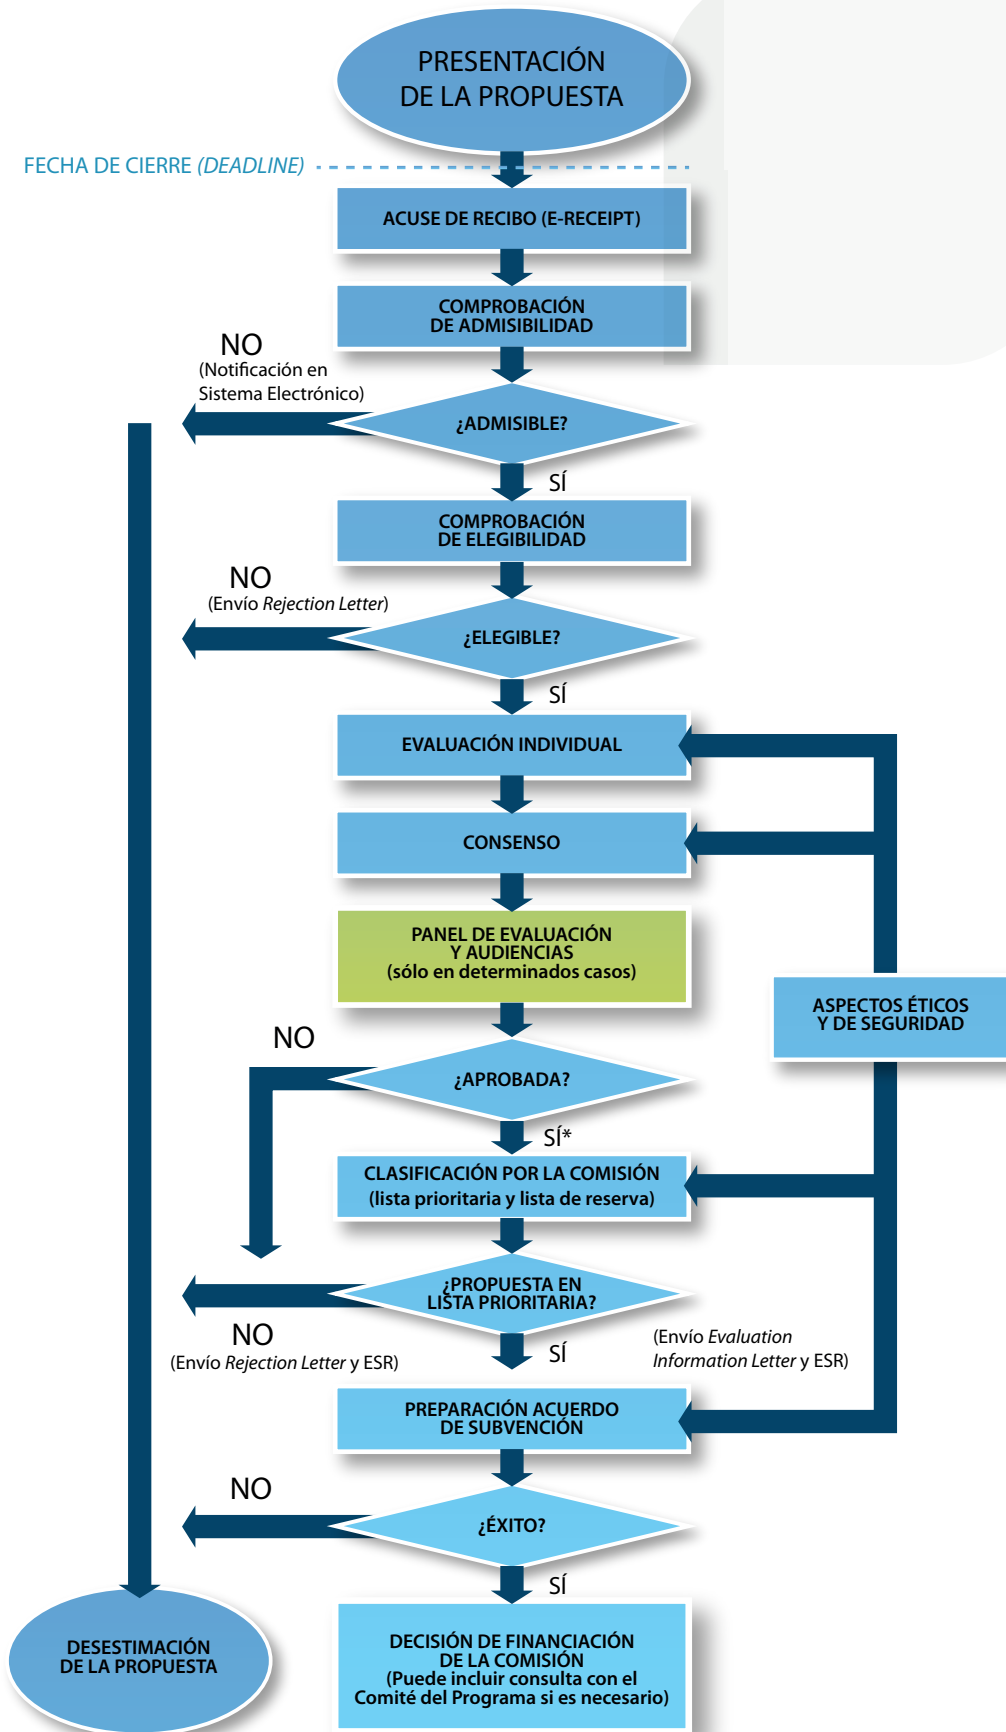 PRESENTACIÓN
DE LA PROPUESTA
FECHA DE CIERRE (DEADLINE)
ACUSE DE RECIBO (E-RECEIPT)
COMPROBACIÓN
DE ADMISIBILIDAD
NO
(Notificación en
Sistema Electrónico)
¿ADMISIBLE?
SÍ
COMPROBACIÓN
DE ELEGIBILIDAD
NO
(Envío Rejection Letter)
¿ELEGIBLE?
SÍ
EVALUACIÓN INDIVIDUAL
CONSENSO
PANEL DE EVALUACIÓN
Y AUDIENCIAS
(sólo en determinados casos)
ASPECTOS ÉTICOS
Y DE SEGURIDAD
NO
¿APROBADA?
SÍ*
CLASIFICACIÓN POR LA COMISIÓN
(lista prioritaria y lista de reserva)
¿PROPUESTA EN
LISTA PRIORITARIA?
NO
(Envío Rejection Letter y ESR)
SÍ
(Envío Evaluation
Information Letter y ESR)
PREPARACIÓN ACUERDO
DE SUBVENCIÓN
NO
¿ÉXITO?
SÍ
DESESTIMACIÓN
DE LA PROPUESTA
DECISIÓN DE FINANCIACIÓN
DE LA COMISIÓN
(Puede incluir consulta con el
Comité del Programa si es necesario)